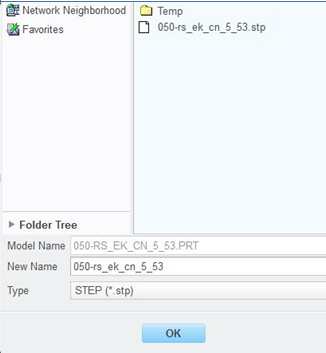 Network Neighborhood
Favorites
Temp
050-rs_ek_cn_5_53.stp
Folder Tree
Model Name 050-RS_EK_CN_5_53.PRT
New Name 050-rs_ek_cn_5_53
Type STEP (*.stp)
OK